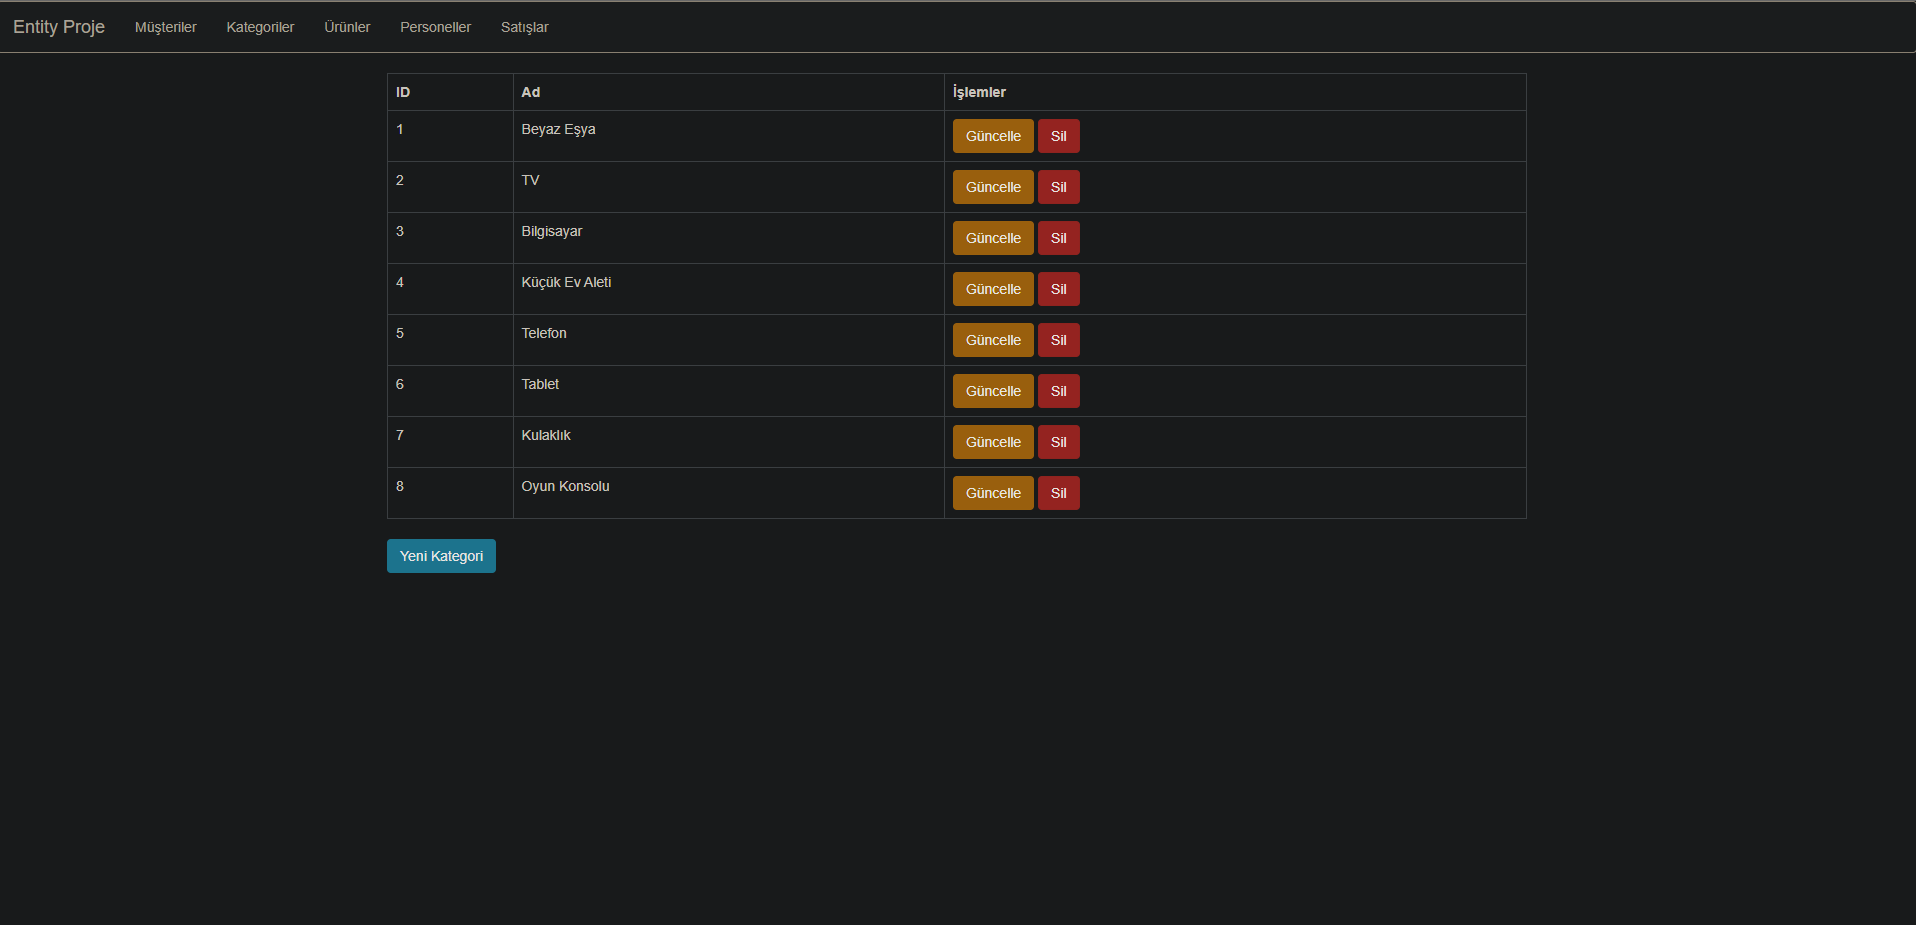 Entity Proje Müşteriler Kategoriler Ürünler Personeller Satışlar
ID Ad İşlemler
1 Beyaz Eşya Güncelle Sil
2 TV Güncelle Sil
3 Bilgisayar Güncelle Sil
4 Küçük Ev Aleti Güncelle Sil
5 Telefon Güncelle Sil
6 Tablet Güncelle Sil
7 Kulaklık Güncelle Sil
8 Oyun Konsolu Güncelle Sil
Yeni Kategori